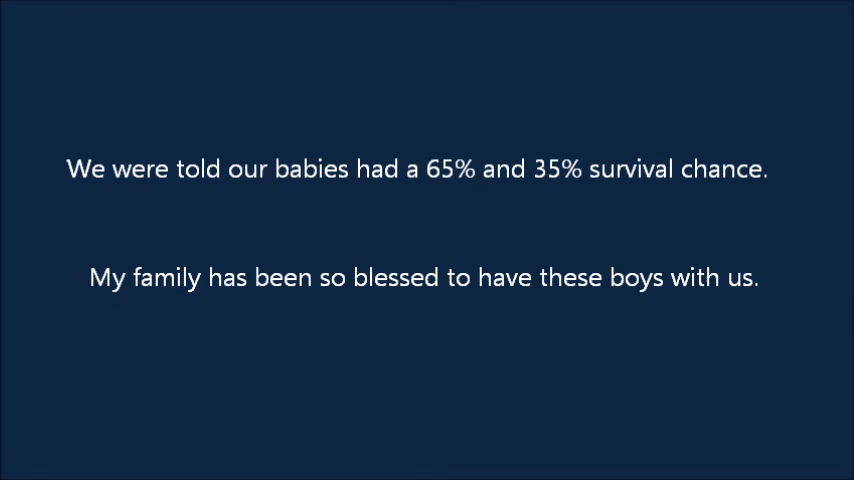 We were told our babies had a 65% and 35% survival chance.
My family has been so blessed to have these boys with us.